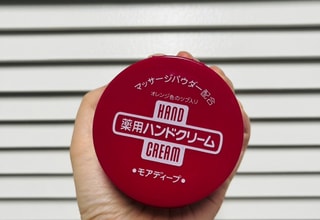 マッサージパウダー配合
オレンジ色のツブ入り
HAND
薬用ハンドクリーム
CREAM
•モアディープ•